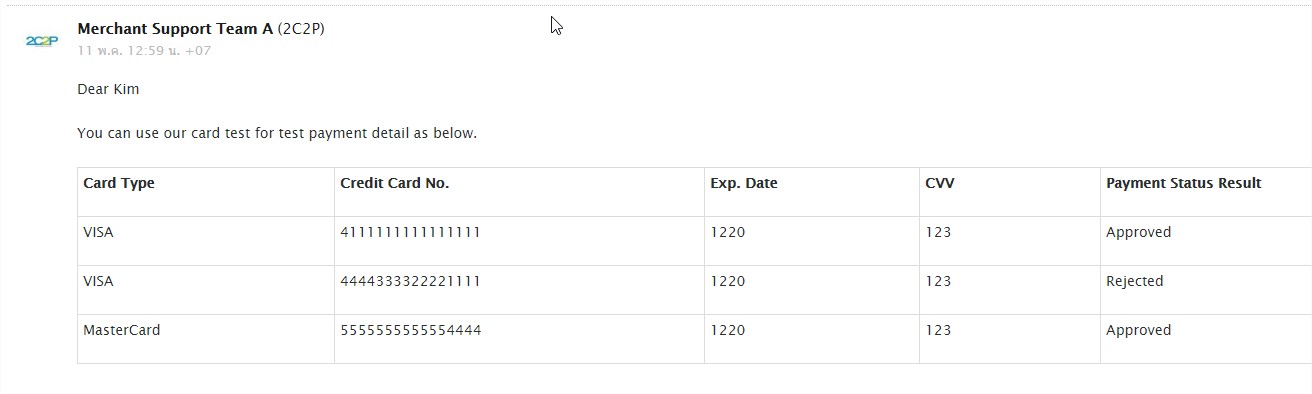 2C2P
Merchant Support Team A (2C2P)
11 พ.ค. 12:59 น. +07
Dear Kim
You can use our card test for test payment detail as below.
Card Type Credit Card No. Exp. Date CVV Payment Status Result
VISA 4111111111111111 1220 123 Approved
VISA 4444333322221111 1220 123 Rejected
MasterCard 5555555555554444 1220 123 Approved